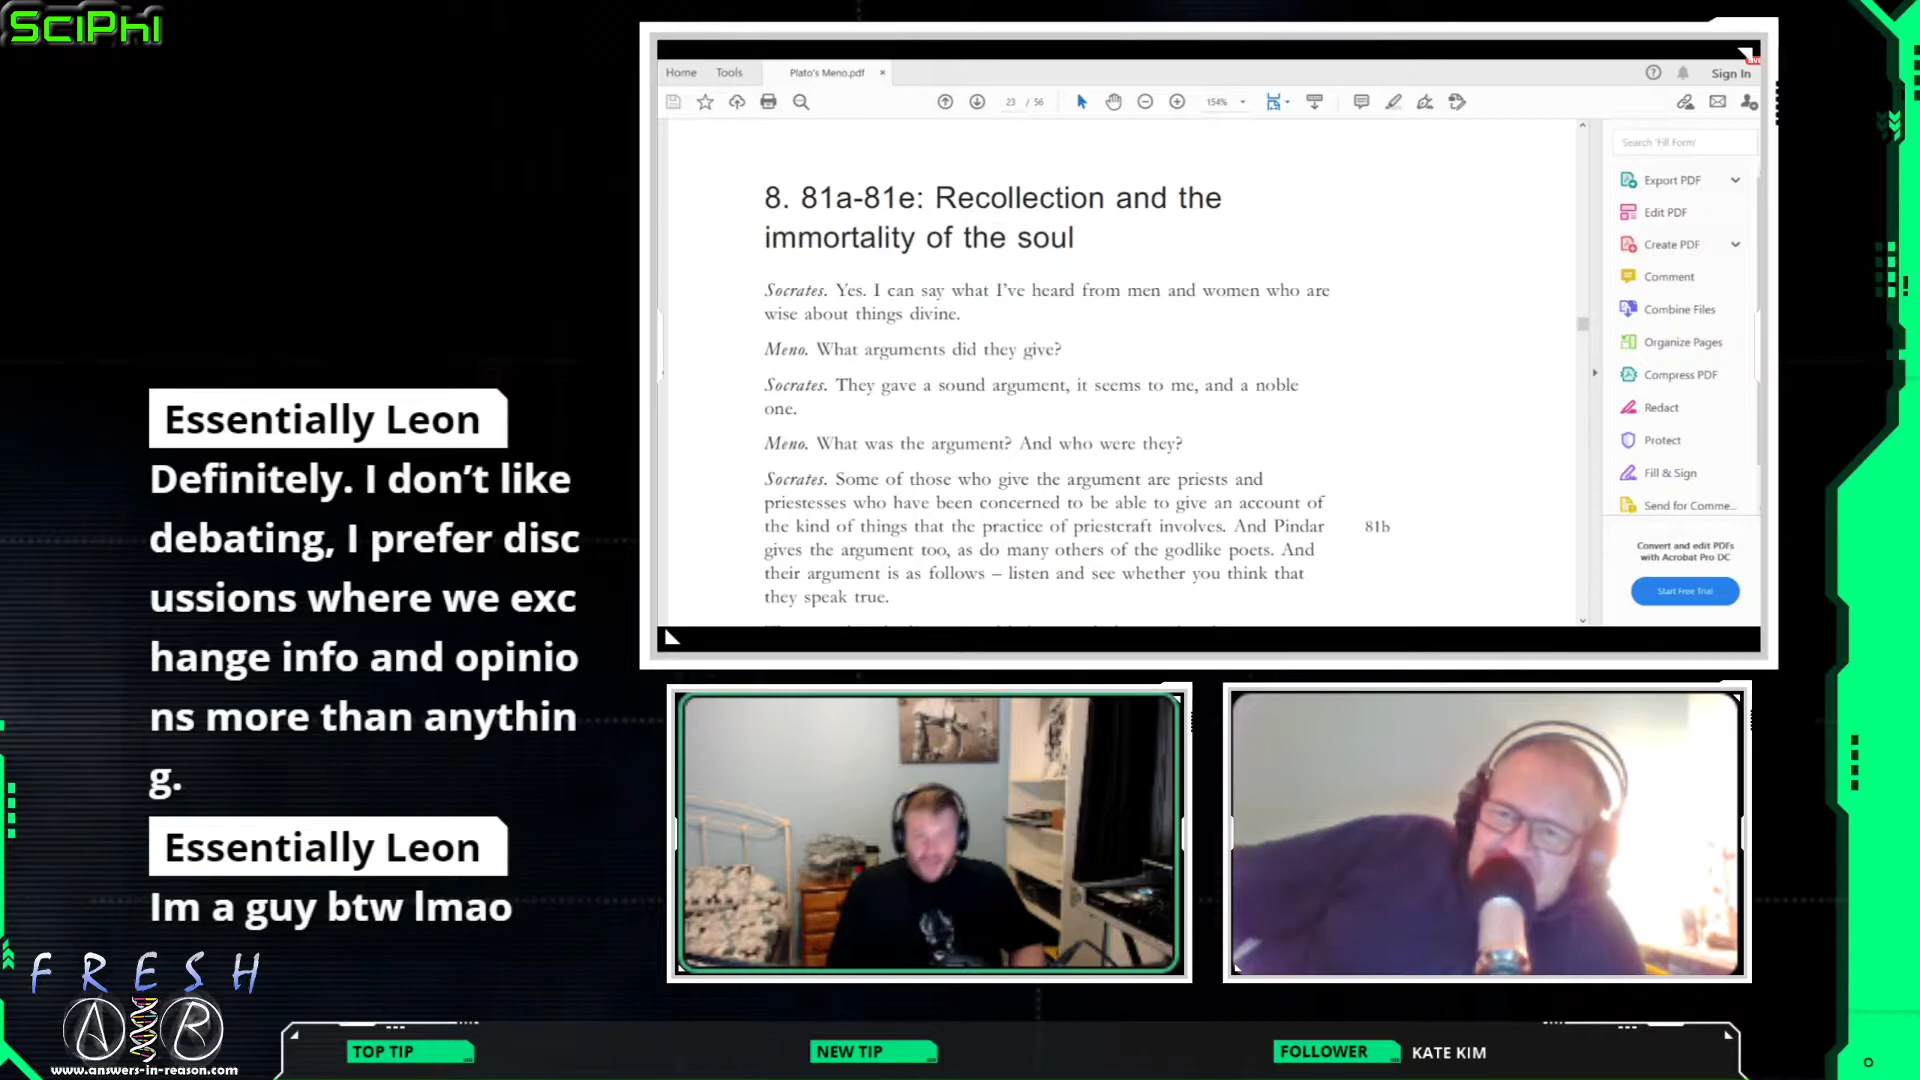 SCIPHI
Essentially Leon
Definitely. I don't like
debating, I prefer disc
ussions where we exc
hange info and opinio
ns more than anythin
g.
Essentially Leon
Im a guy btw lmao
FRESH
AiR
www.answers-in-reason.com
Home Tools Plato's Meno.pdf × Sign In
23 / 56 154%
8. 81a-81e: Recollection and the
immortality of the soul
Socrates. Yes. I can say what I've heard from men and women who are
wise about things divine.
Meno. What arguments did they give?
Socrates. They gave a sound argument, it seems to me, and a noble
one.
Meno. What was the argument? And who were they?
Socrates. Some of those who give the argument are priests and
priestesses who have been concerned to be able to give an account of
the kind of things that the practice of priestcraft involves. And Pindar 81b
gives the argument too, as do many others of the godlike poets. And
their argument is as follows – listen and see whether you think that
they speak true.
Search 'Fill Form'
Export PDF
Edit PDF
Create PDF
Comment
Combine Files
Organize Pages
Compress PDF
Redact
Protect
Fill & Sign
Send for Comme...
Convert and edit PDFs
with Acrobat Pro DC
Start Free Trial
TOP TIP
NEW TIP
FOLLOWER KATE KIM